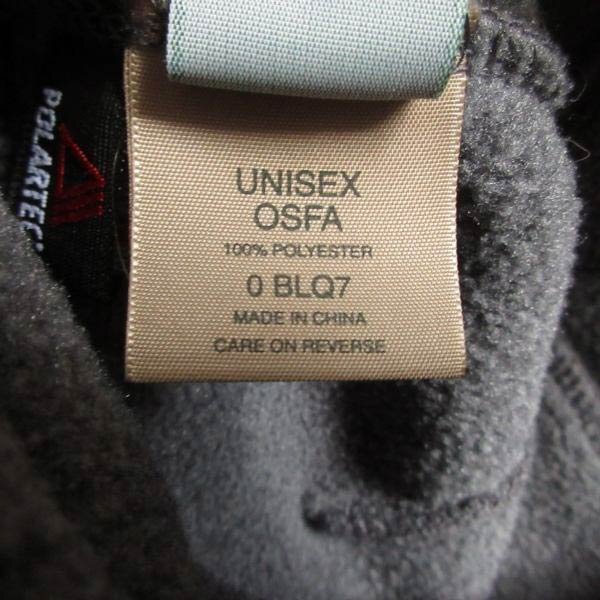 POLARTEC
UNISEX
OSFA
100% POLYESTER
0 BLQ7
MADE IN CHINA
CARE ON REVERSE